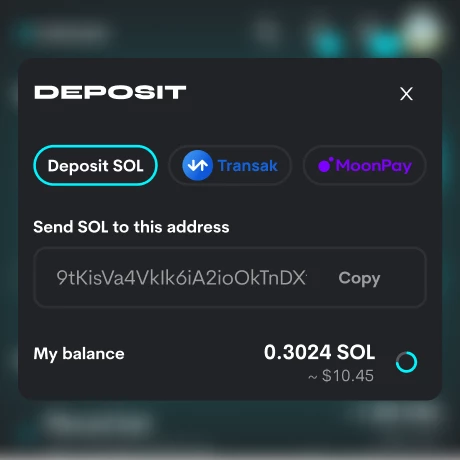 DEPOSIT
Deposit SOL
Transak
MoonPay
Send SOL to this address
9tKisVa4VkIk6iA2ioOkTnDX
Copy
My balance
0.3024 SOL
~ $10.45